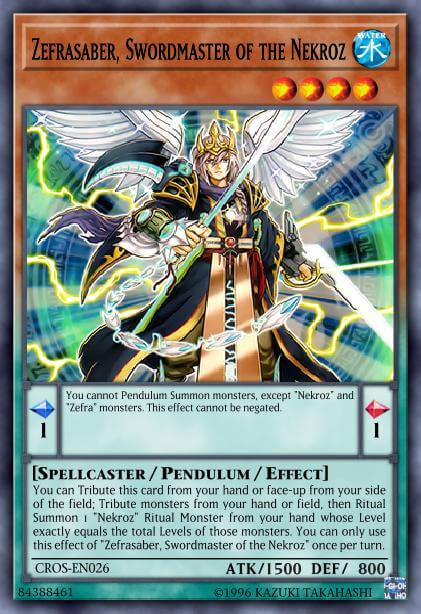 Zefrasaber, Swordmaster of the Nekroz
WATER
水
You cannot Pendulum Summon monsters, except "Nekroz" and
"Zefra" monsters. This effect cannot be negated.
1
1
[Spellcaster / Pendulum / Effect]
You can Tribute this card from your hand or face-up from your side
of the field; Tribute monsters from your hand or field, then Ritual
Summon 1 "Nekroz" Ritual Monster from your hand whose Level
exactly equals the total Levels of those monsters. You can only use
this effect of "Zefrasaber, Swordmaster of the Nekroz" once per turn.
CROS-EN026 ATK/1500 DEF/ 800
84388461 ©1996 KAZUKI TAKAHASHI